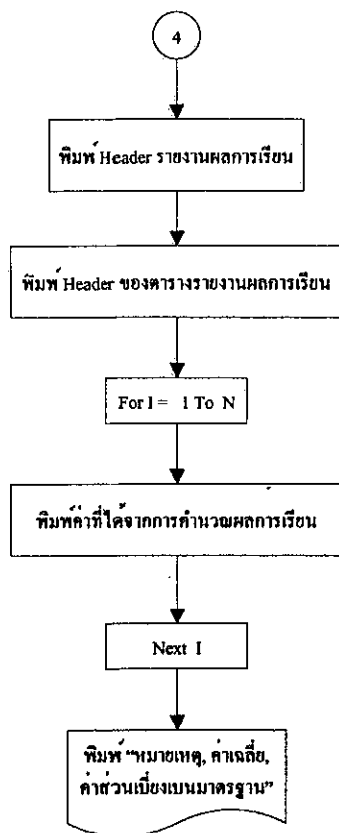 4
พิมพ์ Header รายงานผลการเรียน
พิมพ์ Header ของตารางรายงานผลการเรียน
For I = 1 To N
พิมพ์ค่าที่ได้จากการคำนวณผลการเรียน
Next I
พิมพ์ “หมายเหตุ, ค่าเฉลี่ย,
ค่าส่วนเบี่ยงเบนมาตรฐาน”